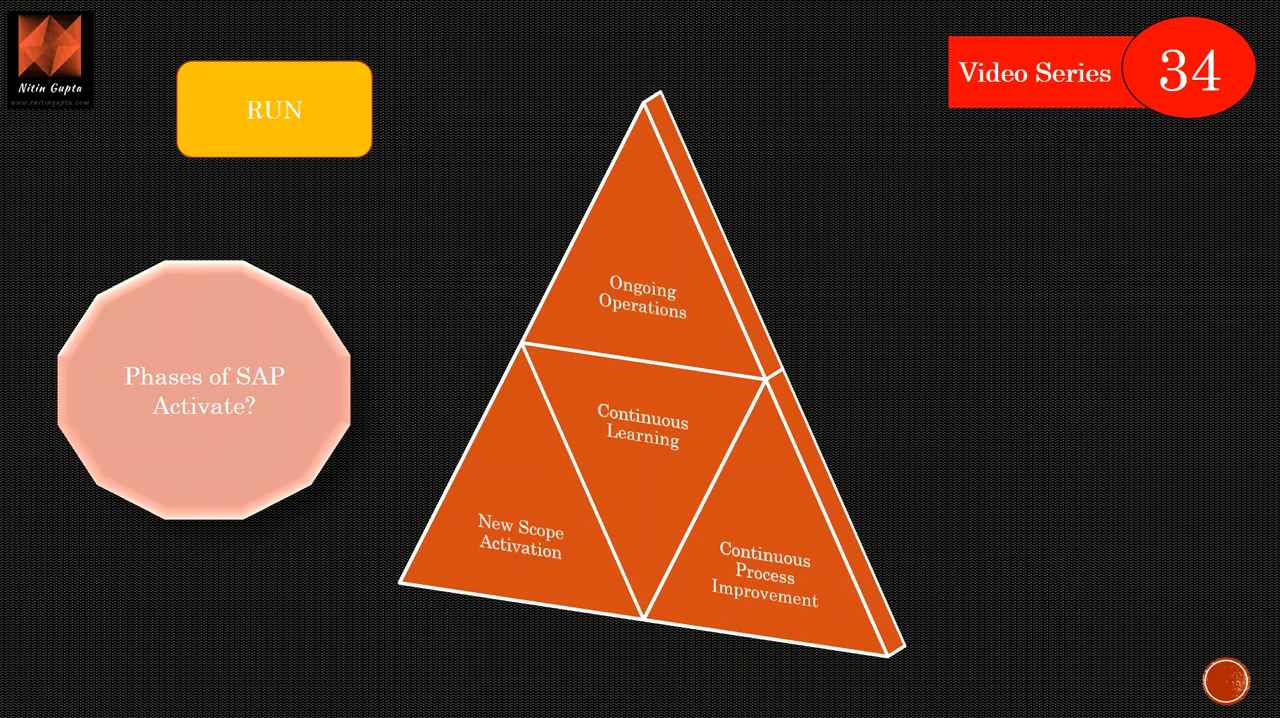 Nitin Gupta
www.rnitingupta.com
RUN
Video Series
34
Phases of SAP
Activate?
Ongoing
Operations
Continuous
Learning
New Scope
Activation
Continuous
Process
Improvement